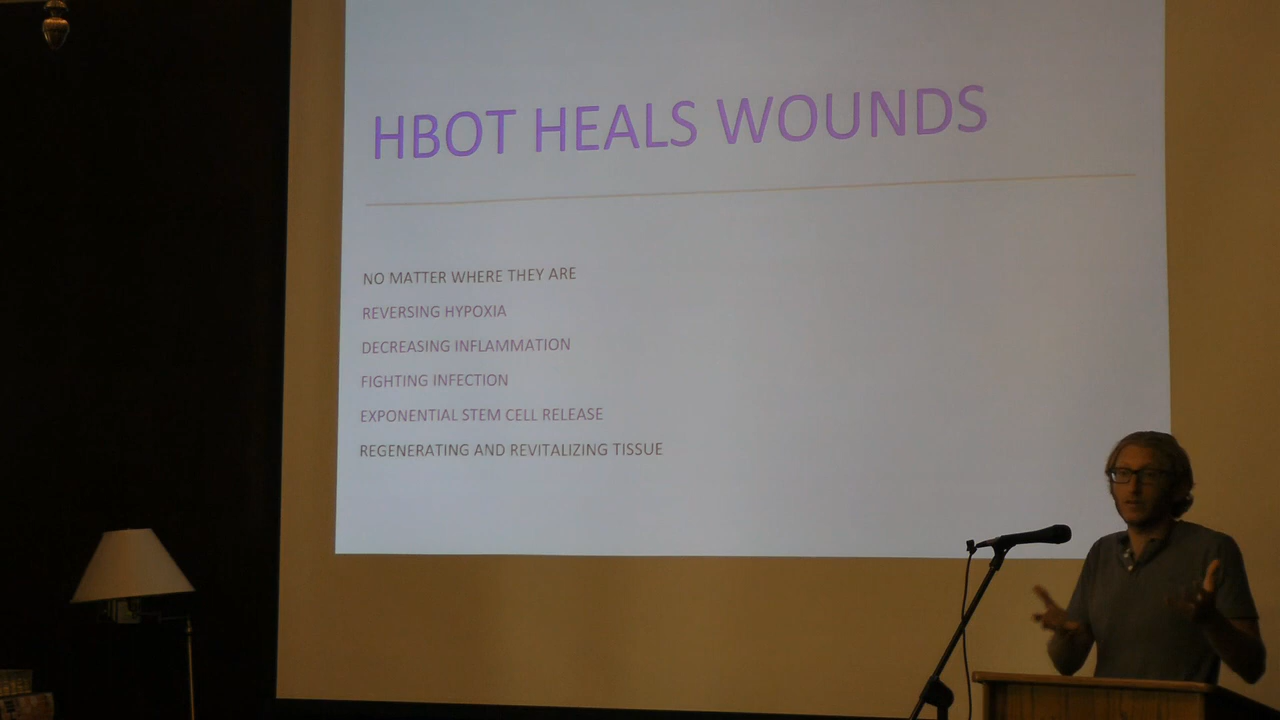 HBOT HEALS WOUNDS
NO MATTER WHERE THEY ARE
REVERSING HYPOXIA
DECREASING INFLAMMATION
FIGHTING INFECTION
EXPONENTIAL STEM CELL RELEASE
REGENERATING AND REVITALIZING TISSUE